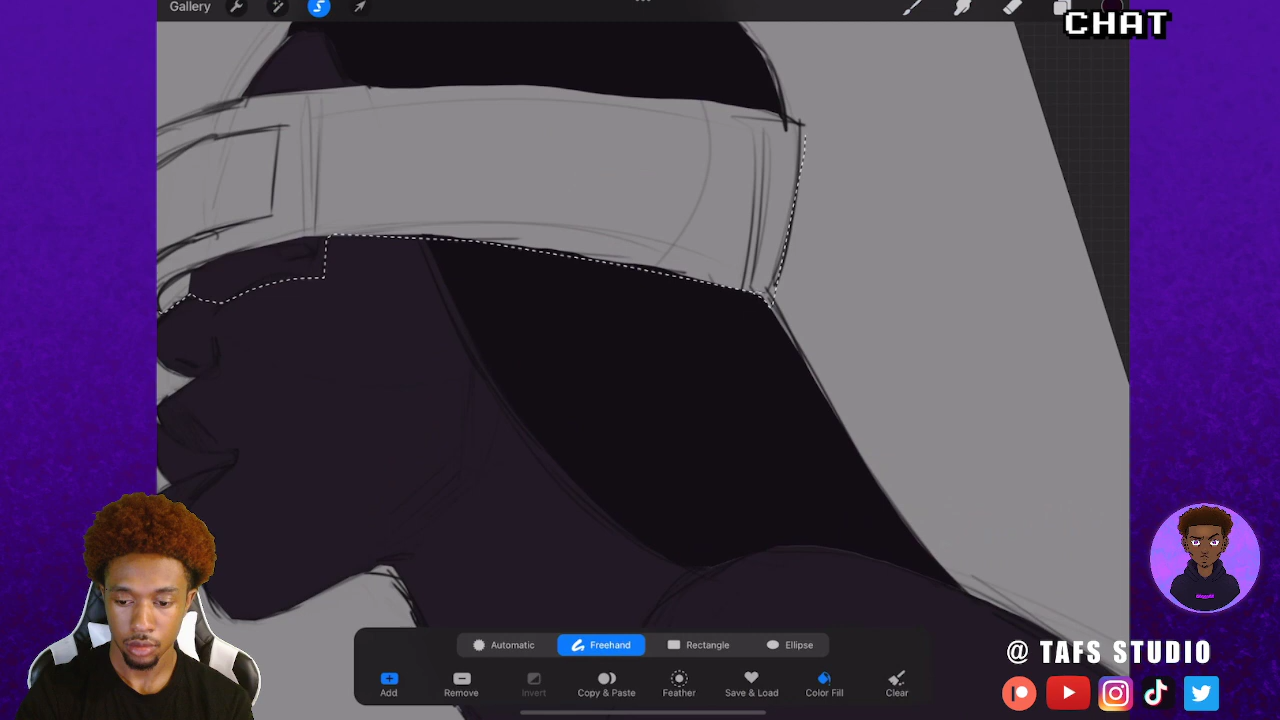 Gallery
CHAT
Automatic
Freehand
Rectangle
Ellipse
Add
Remove
Invert
Copy & Paste
Feather
Save & Load
Color Fill
Clear
@ TAFS STUDIO